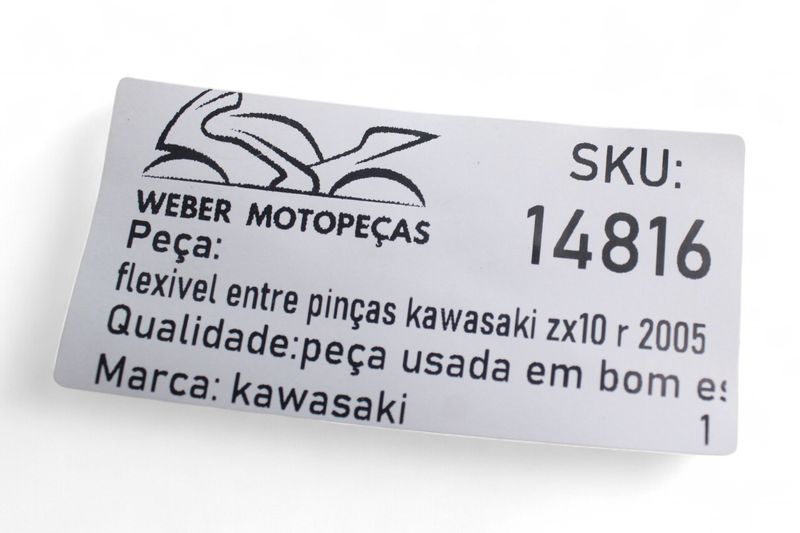 WEBER MOTOPEÇAS
SKU:
14816
Peça:
flexivel entre pinças kawasaki zx10 r 2005
Qualidade:peça usada em bom
Marca: kawasaki
1